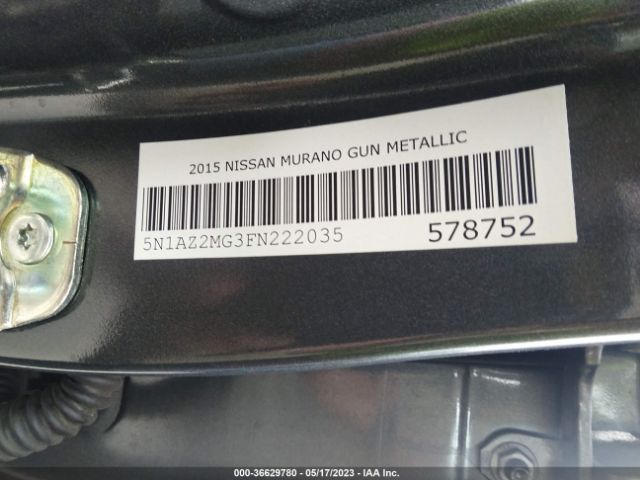 2015 NISSAN MURANO GUN METALLIC
5N1AZ2MG3FN222035
578752
000-36629780 — 05/17/2023 — IAA Inc.